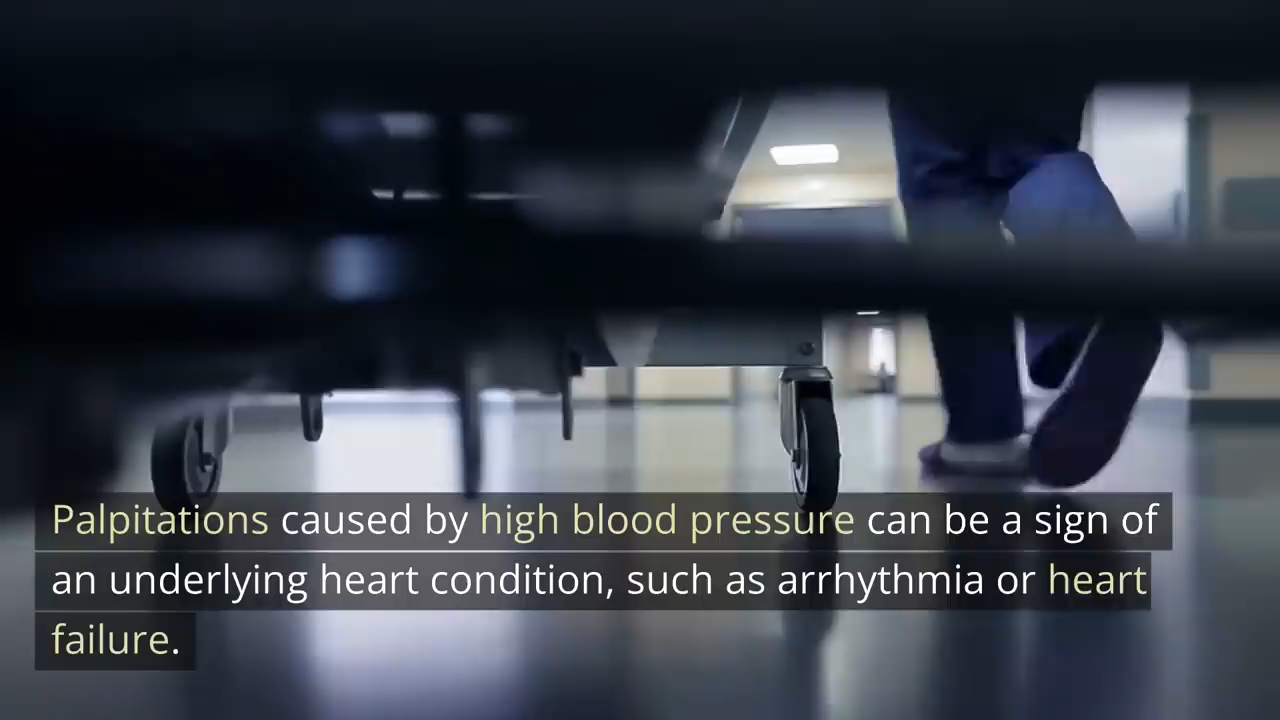 Palpitations caused by high blood pressure can be a sign of
an underlying heart condition, such as arrhythmia or heart
failure.